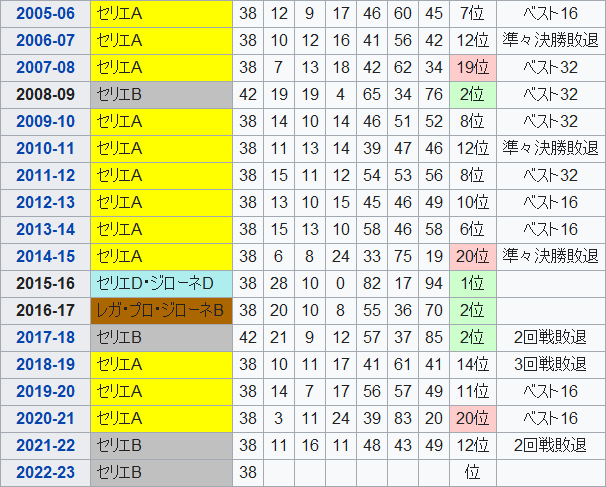 2005-06 セリエA 38 12 9 17 46 60 45 7位 ベスト16
2006-07 セリエA 38 10 12 16 41 56 42 12位 準々決勝敗退
2007-08 セリエA 38 7 13 18 42 62 34 19位 ベスト32
2008-09 セリエB 42 19 19 4 65 34 76 2位 ベスト32
2009-10 セリエA 38 14 10 14 46 51 52 8位 ベスト32
2010-11 セリエA 38 11 13 14 39 47 46 12位 準々決勝敗退
2011-12 セリエA 38 15 11 12 54 53 56 8位 ベスト32
2012-13 セリエA 38 13 10 15 45 46 49 10位 ベスト16
2013-14 セリエA 38 15 13 10 58 46 58 6位 ベスト16
2014-15 セリエA 38 6 8 24 33 75 19 20位 準々決勝敗退
2015-16 セリエD・ジローネD 38 28 10 0 82 17 94 1位
2016-17 レガ・プロ・ジローネB 38 20 10 8 55 36 70 2位
2017-18 セリエB 42 21 9 12 57 37 85 2位 2回戦敗退
2018-19 セリエA 38 10 11 17 41 61 41 14位 3回戦敗退
2019-20 セリエA 38 14 7 17 56 57 49 11位 ベスト16
2020-21 セリエA 38 3 11 24 39 83 20 20位 ベスト16
2021-22 セリエB 38 11 16 11 48 43 49 12位 2回戦敗退
2022-23 セリエB 38 位